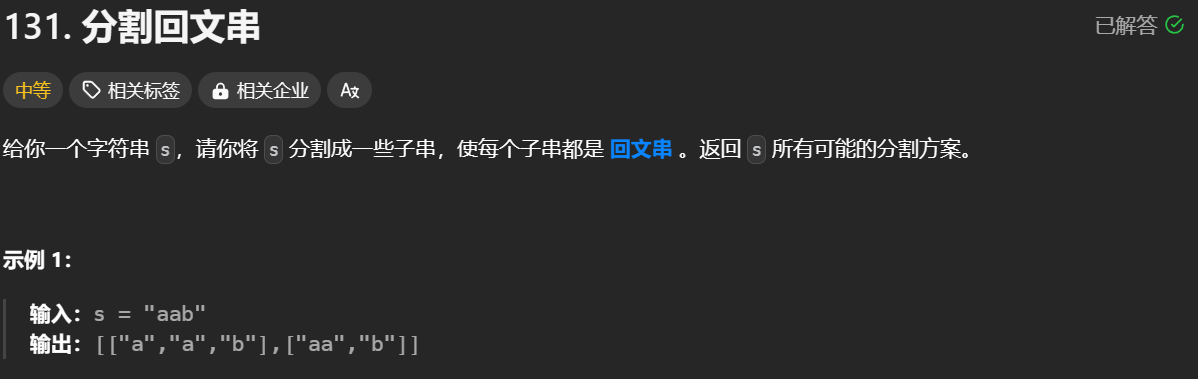 131. 分割回文串
已解答
中等
相关标签
相关企业
给你一个字符串 s，请你将 s 分割成一些子串，使每个子串都是 回文串 。返回 s 所有可能的分割方案。
示例 1：
输入：s = "aab"
输出：[["a","a","b"],["aa","b"]]